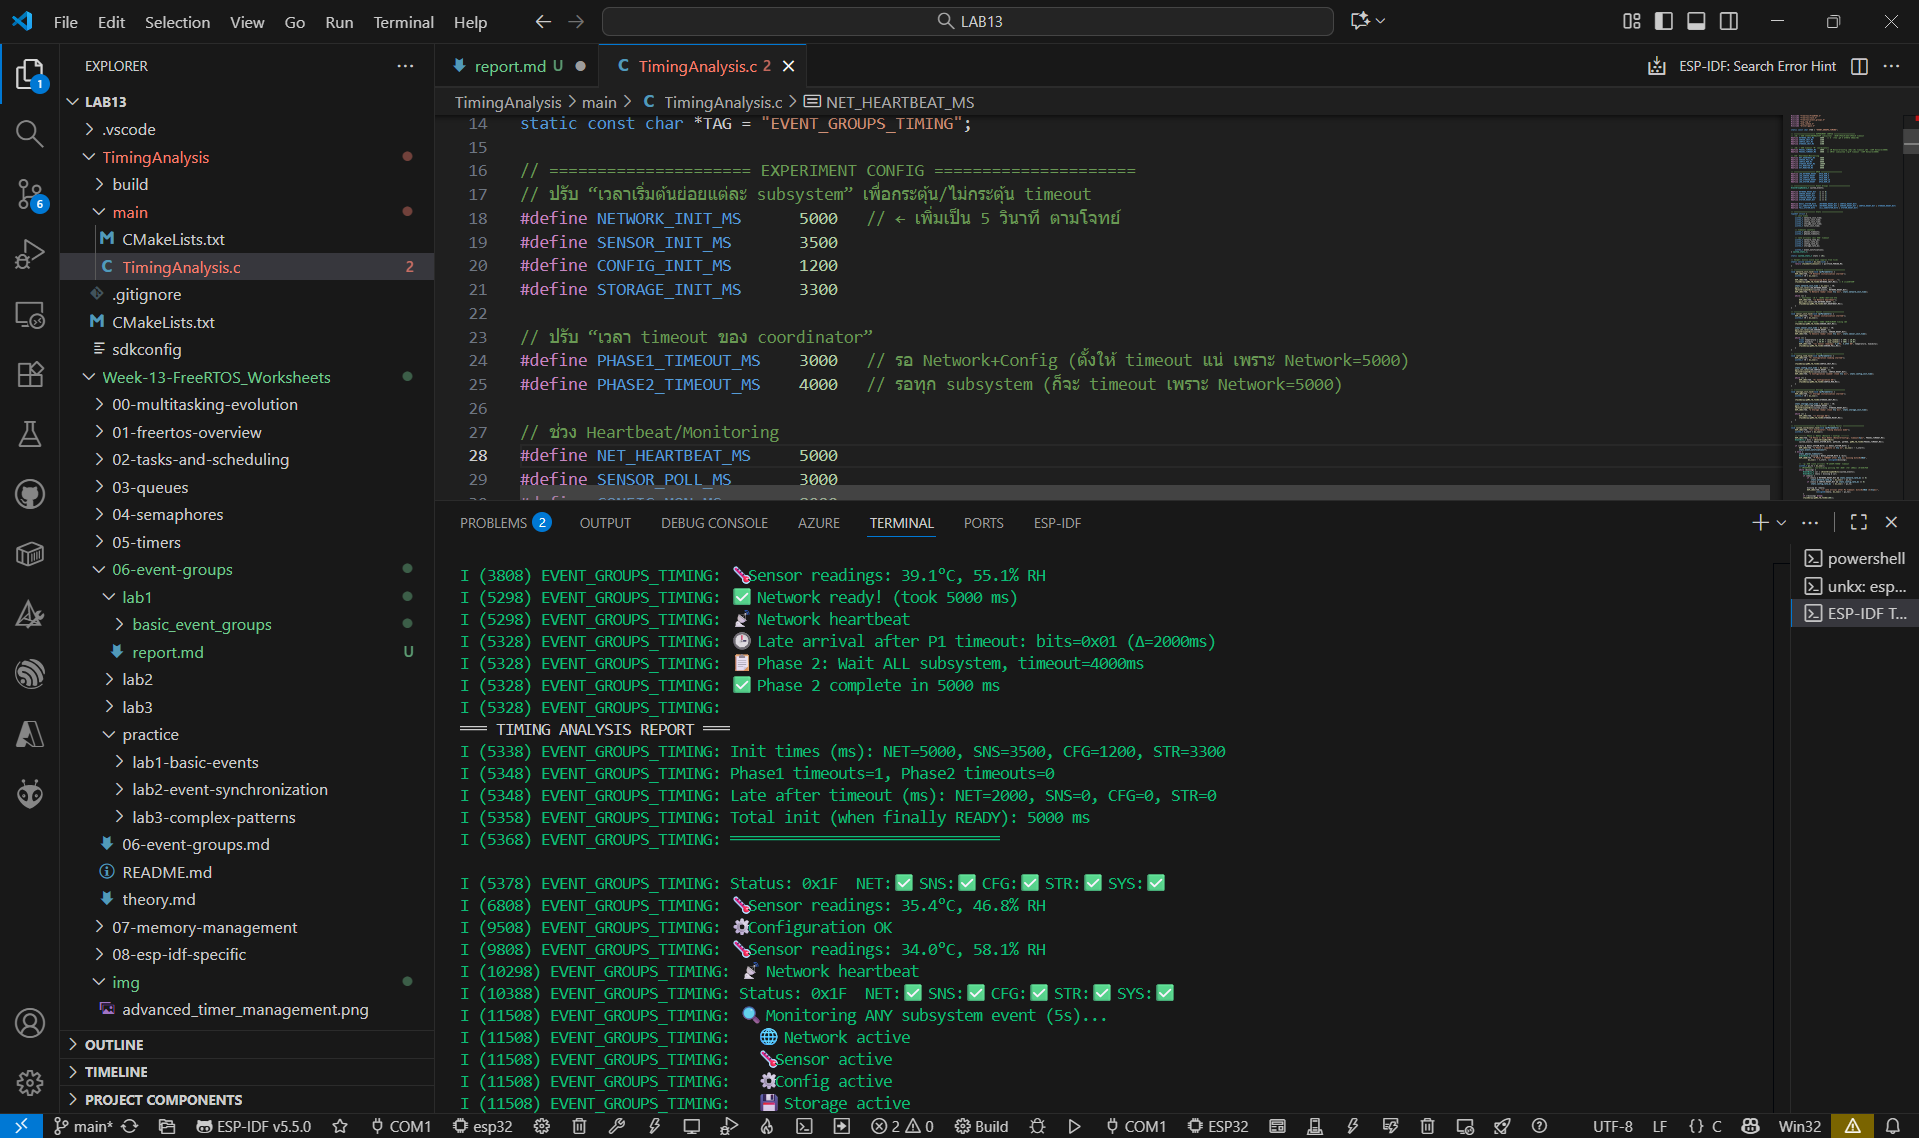 File Edit Selection View Go Run Terminal Help
LAB13
EXPLORER
LAB13
.vscode
TimingAnalysis
build
main
CMakeLists.txt
TimingAnalysis.c 2
.gitignore
CMakeLists.txt
sdkconfig
Week-13-FreeRTOS_Worksheets
00-multitasking-evolution
01-freertos-overview
02-tasks-and-scheduling
03-queues
04-semaphores
05-timers
06-event-groups
lab1
basic_event_groups
report.md U
lab2
lab3
practice
lab1-basic-events
lab2-event-synchronization
lab3-complex-patterns
06-event-groups.md
README.md
theory.md
07-memory-management
08-esp-idf-specific
img
advanced_timer_management.png
OUTLINE
TIMELINE
PROJECT COMPONENTS
1
6
report.md U
TimingAnalysis.c 2
ESP-IDF: Search Error Hint
TimingAnalysis > main > C TimingAnalysis.c > NET_HEARTBEAT_MS
14 static const char *TAG = "EVENT_GROUPS_TIMING";
15
16 // ===================== EXPERIMENT CONFIG =====================
17 // ปรับ “เวลาเริ่มต้นย่อยแต่ละ subsystem” เพื่อกระตุ้น/ไม่กระตุ้น timeout
18 #define NETWORK_INIT_MS 5000 // ← เพิ่มเป็น 5 วินาที ตามโจทย์
19 #define SENSOR_INIT_MS 3500
20 #define CONFIG_INIT_MS 1200
21 #define STORAGE_INIT_MS 3300
22
23 // ปรับ “เวลา timeout ของ coordinator”
24 #define PHASE1_TIMEOUT_MS 3000 // รอ Network+Config (ตั้งให้ timeout แน่ เพราะ Network=5000)
25 #define PHASE2_TIMEOUT_MS 4000 // รอทุก subsystem (ก็จะ timeout เพราะ Network=5000)
26
27 // ช่วง Heartbeat/Monitoring
28 #define NET_HEARTBEAT_MS 5000
29 #define SENSOR_POLL_MS 3000
PROBLEMS 2 OUTPUT DEBUG CONSOLE AZURE TERMINAL PORTS ESP-IDF
I (3808) EVENT_GROUPS_TIMING: 🌡️Sensor readings: 39.1°C, 55.1% RH
I (5298) EVENT_GROUPS_TIMING: ✅ Network ready! (took 5000 ms)
I (5298) EVENT_GROUPS_TIMING: 📡 Network heartbeat
I (5328) EVENT_GROUPS_TIMING: 🕒 Late arrival after P1 timeout: bits=0x01 (Δ=2000ms)
I (5328) EVENT_GROUPS_TIMING: 📋 Phase 2: Wait ALL subsystem, timeout=4000ms
I (5328) EVENT_GROUPS_TIMING: ✅ Phase 2 complete in 5000 ms
I (5328) EVENT_GROUPS_TIMING:
═══ TIMING ANALYSIS REPORT ═══
I (5338) EVENT_GROUPS_TIMING: Init times (ms): NET=5000, SNS=3500, CFG=1200, STR=3300
I (5348) EVENT_GROUPS_TIMING: Phase1 timeouts=1, Phase2 timeouts=0
I (5348) EVENT_GROUPS_TIMING: Late after timeout (ms): NET=2000, SNS=0, CFG=0, STR=0
I (5358) EVENT_GROUPS_TIMING: Total init (when finally READY): 5000 ms
I (5368) EVENT_GROUPS_TIMING: ══════════════════════════════
I (5378) EVENT_GROUPS_TIMING: Status: 0x1F NET:✅ SNS:✅ CFG:✅ STR:✅ SYS:✅
I (6808) EVENT_GROUPS_TIMING: 🌡️Sensor readings: 35.4°C, 46.8% RH
I (9508) EVENT_GROUPS_TIMING: ⚙️Configuration OK
I (9808) EVENT_GROUPS_TIMING: 🌡️Sensor readings: 34.0°C, 58.1% RH
I (10298) EVENT_GROUPS_TIMING: 📡 Network heartbeat
I (10388) EVENT_GROUPS_TIMING: Status: 0x1F NET:✅ SNS:✅ CFG:✅ STR:✅ SYS:✅
I (11508) EVENT_GROUPS_TIMING: 🔍 Monitoring ANY subsystem event (5s)...
I (11508) EVENT_GROUPS_TIMING: 🌐 Network active
I (11508) EVENT_GROUPS_TIMING: 🌡️Sensor active
I (11508) EVENT_GROUPS_TIMING: ⚙️Config active
I (11508) EVENT_GROUPS_TIMING: 💾 Storage active
powershell
unkx: esp...
ESP-IDF T...
main* ESP-IDF v5.5.0 COM1 esp32 2 0 Build COM1 ESP32 UTF-8 LF {} C Win32